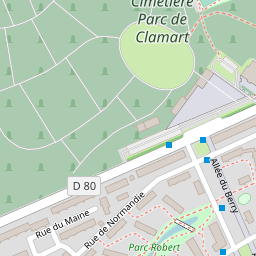 Cimetière
Parc de
Clamart
D 80
Allée du Berry
Rue du Maine
Rue de Normandie
Parc Robert